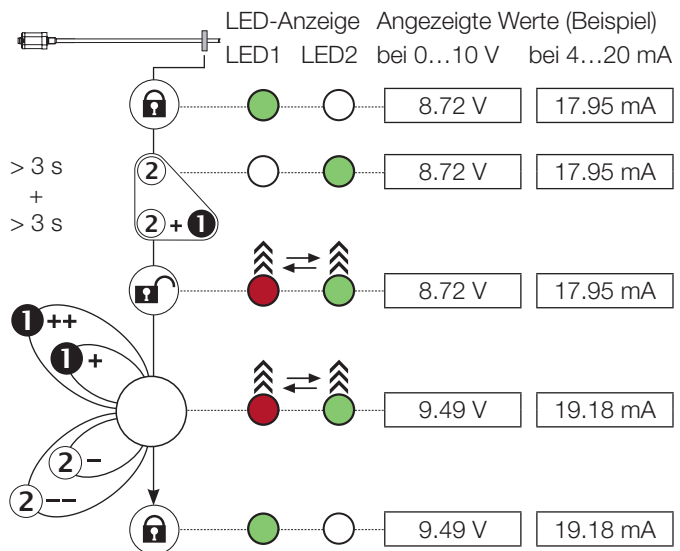 LED-Anzeige Angezeigte Werte (Beispiel)
LED1 LED2 bei 0...10 V bei 4...20 mA
8.72 V 17.95 mA
> 3 s
+
> 3 s
2
8.72 V 17.95 mA
2 + 1
8.72 V 17.95 mA
1 ++
1 +
9.49 V 19.18 mA
2 -
2 --
9.49 V 19.18 mA